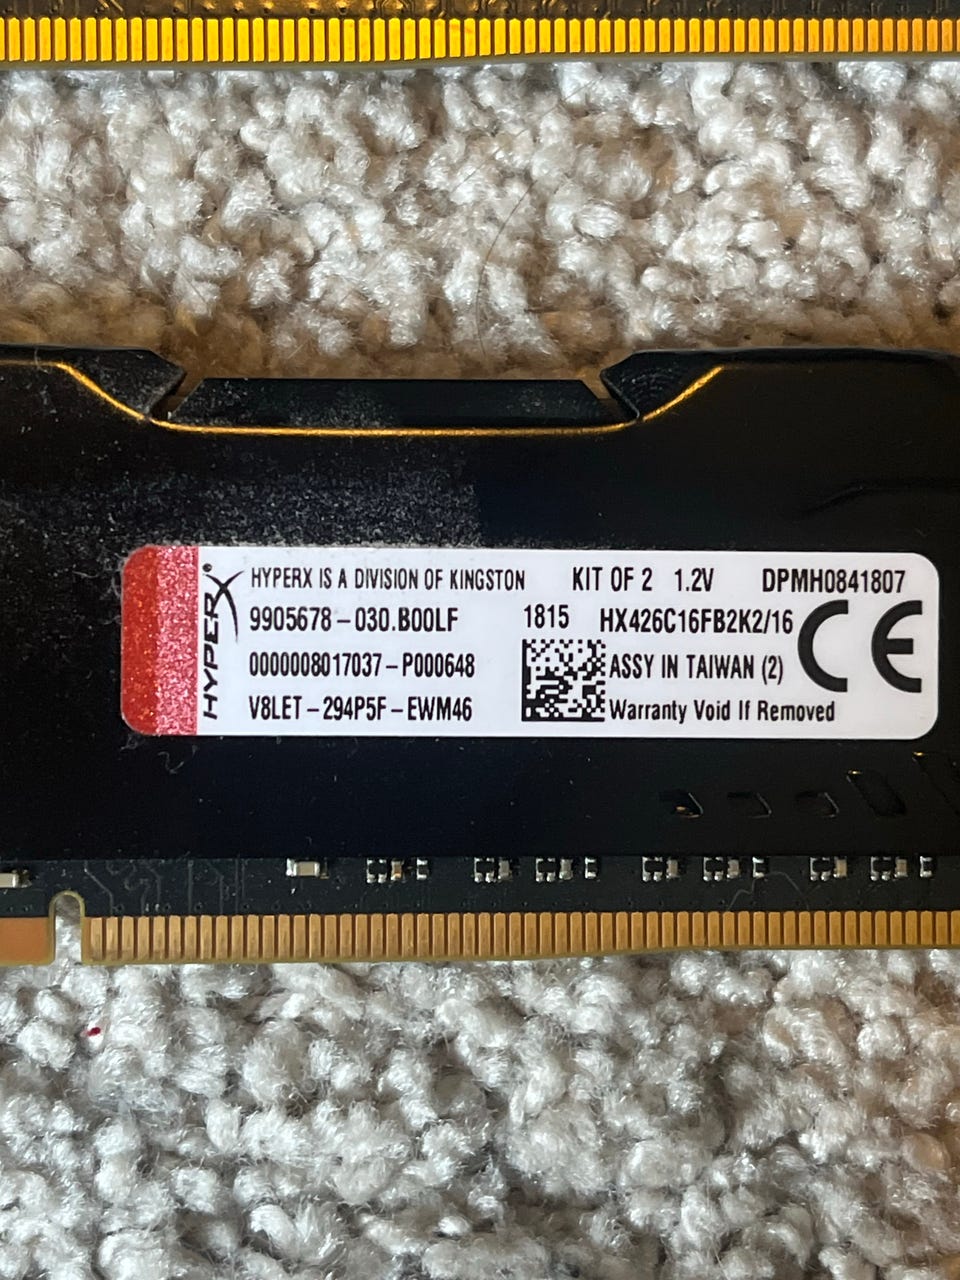 HYPERX
HYPERX IS A DIVISION OF KINGSTON KIT OF 2 1.2V DPMH0841807
9905678-030.B00LF 1815 HX426C16FB2K2/16 CE
0000008017037-P000648 ASSY IN TAIWAN (2)
V8LET-294P5F-EWM46 Warranty Void If Removed